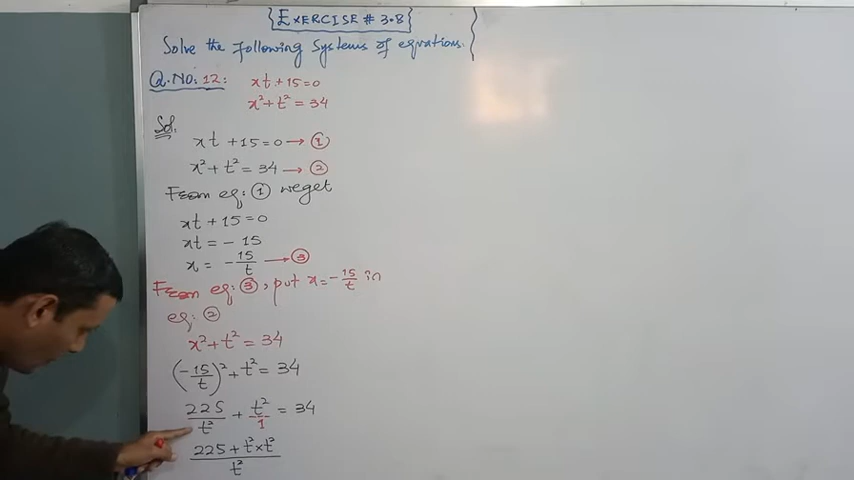 EXERCISE # 3.8
Solve the following Systems of equations.
Q.NO: 12: xt + 15 = 0
x² + t² = 34
Sol:
xt + 15 = 0 → ①
x² + t² = 34 → ②
From eq: ① we get
xt + 15 = 0
xt = - 15
x = - 15/t → ③
From eq: ③, put x = - 15/t in
eq: ②
x² + t² = 34
(- 15/t)² + t² = 34
225/t² + t²/1 = 34
225 + t² × t² / t²